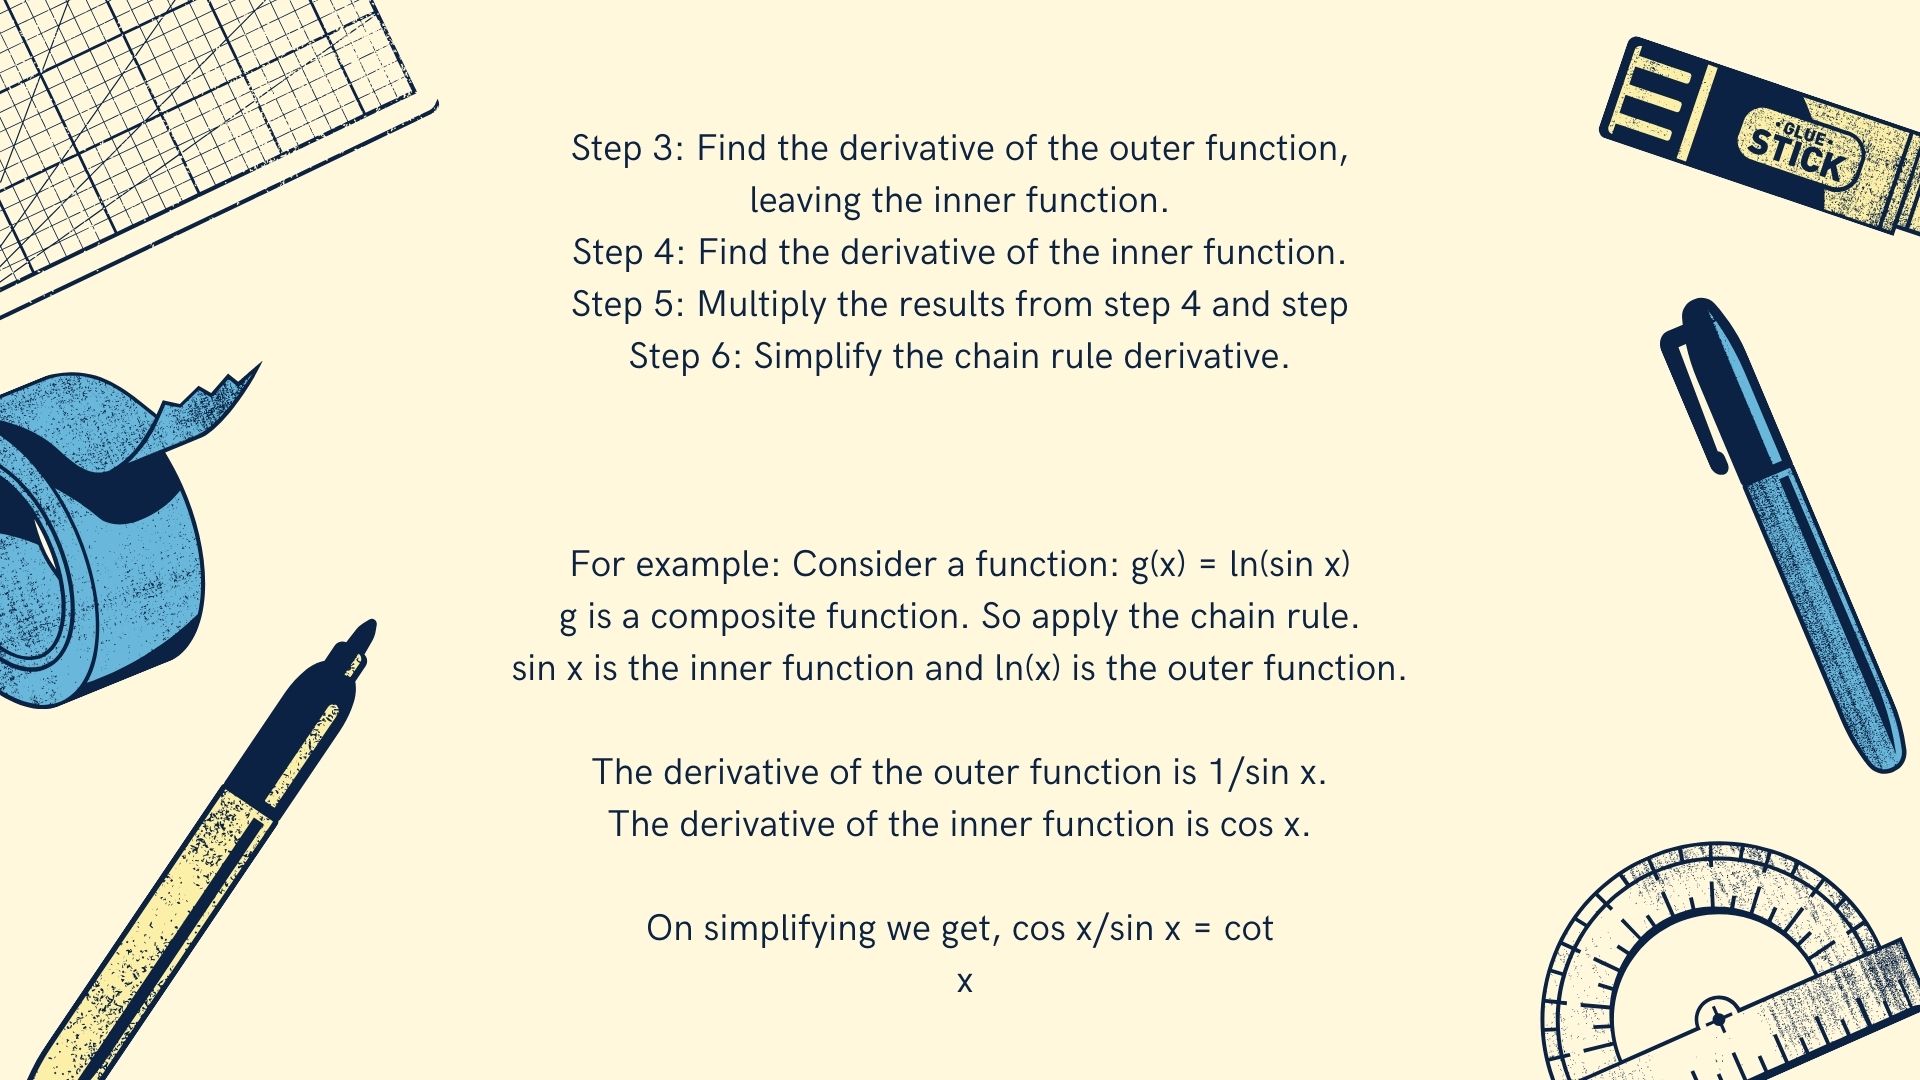 GLUE
STICK
Step 3: Find the derivative of the outer function,
leaving the inner function.
Step 4: Find the derivative of the inner function.
Step 5: Multiply the results from step 4 and step
Step 6: Simplify the chain rule derivative.
For example: Consider a function: g(x) = ln(sin x)
g is a composite function. So apply the chain rule.
sin x is the inner function and ln(x) is the outer function.
The derivative of the outer function is 1/sin x.
The derivative of the inner function is cos x.
On simplifying we get, cos x/sin x = cot
x